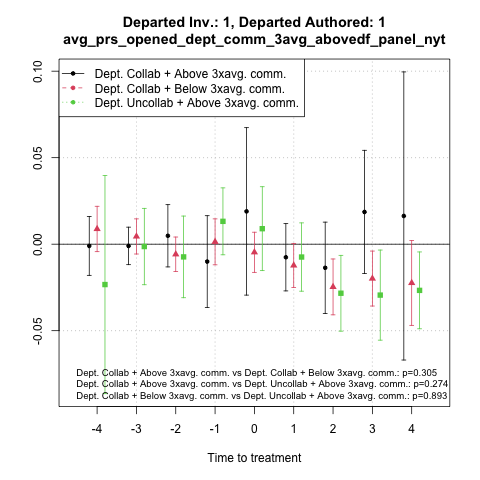 Departed Inv.: 1, Departed Authored: 1
avg_prs_opened_dept_comm_3avg_abovedf_panel_nyt
0.10
0.05
0.00
-0.05
Dept. Collab + Above 3xavg. comm.
Dept. Collab + Below 3xavg. comm.
Dept. Uncollab + Above 3xavg. comm.
Dept. Collab + Above 3xavg. comm. vs Dept. Collab + Below 3xavg. comm.: p=0.305
Dept. Collab + Above 3xavg. comm. vs Dept. Uncollab + Above 3xavg. comm.: p=0.274
Dept. Collab + Below 3xavg. comm. vs Dept. Uncollab + Above 3xavg. comm.: p=0.893
-4 -3 -2 -1 0 1 2 3 4
Time to treatment